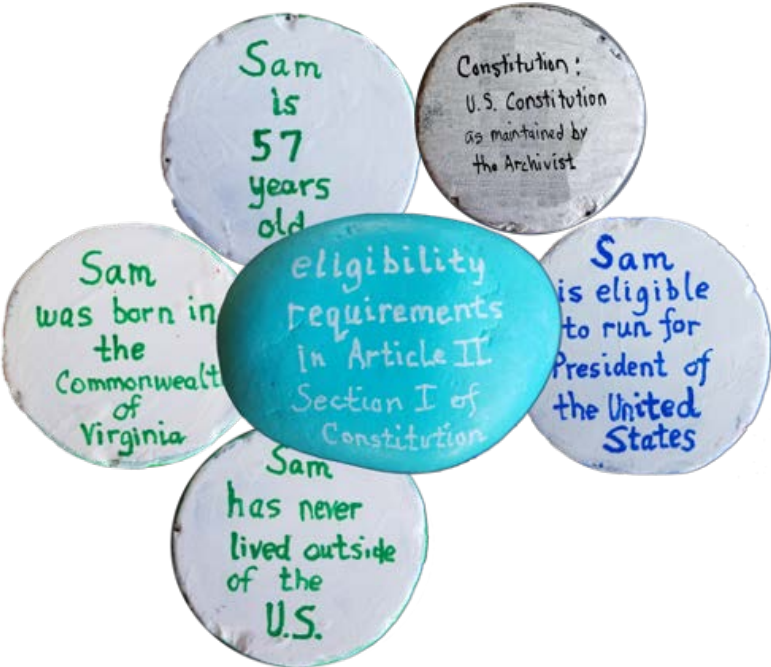 Sam
is
57
years
old
Constitution:
U.S. Constitution
as maintained by
the Archivist
Sam
was born in
the
Commonwealt
of
Virginia
eligibility
requirements
in Article II
Section I of
Constitution
Sam
is eligible
to run for
President of
the United
States
Sam
has never
lived outside
of the
U.S.